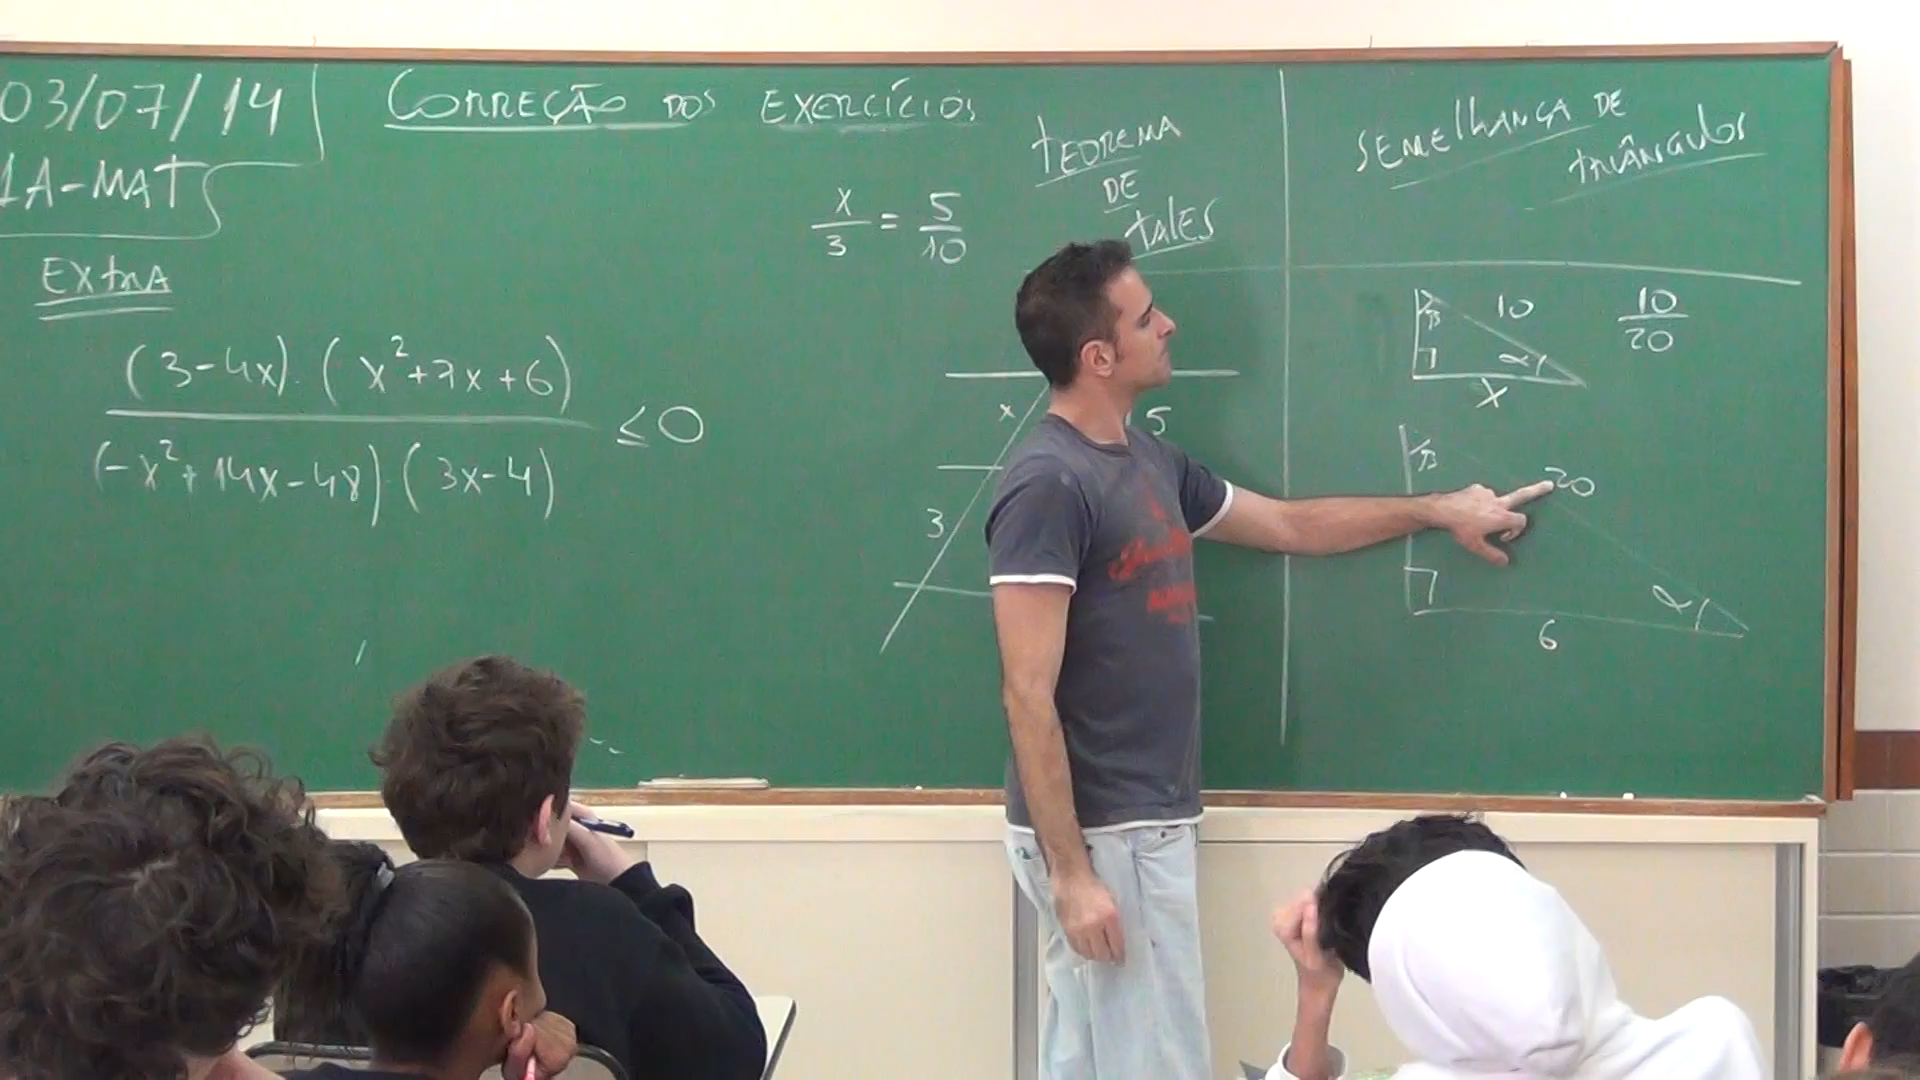 03/07/14
1A-MAT
EXTRA
CORREÇÃO DOS EXERCÍCIOS
(3-4x).(x²+7x+6)
(-x²+14x-48).(3x-4)
≤0
x/3 = 5/10
TEOREMA
DE
TALES
x
5
3
SEMELHANÇA DE
TRIÂNGULOS
β
10
α
x
10/20
β
20
α
6